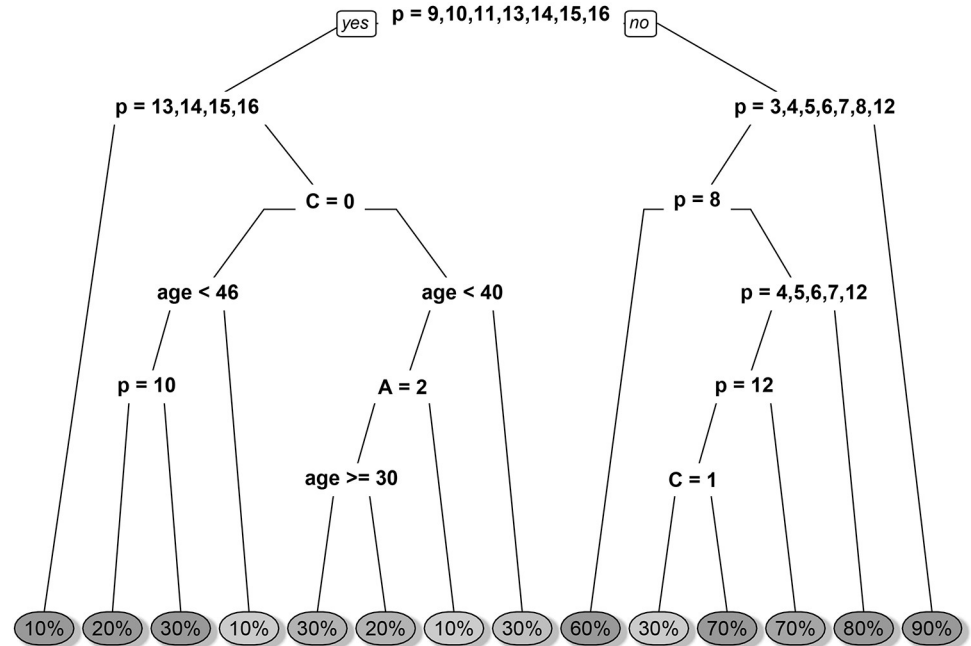 yes p = 9,10,11,13,14,15,16 no
p = 13,14,15,16 p = 3,4,5,6,7,8,12
C = 0 p = 8
age < 46 age < 40 p = 4,5,6,7,12
p = 10 A = 2 p = 12
age >= 30 C = 1
10% 20% 30% 10% 30% 20% 10% 30% 60% 30% 70% 70% 80% 90%